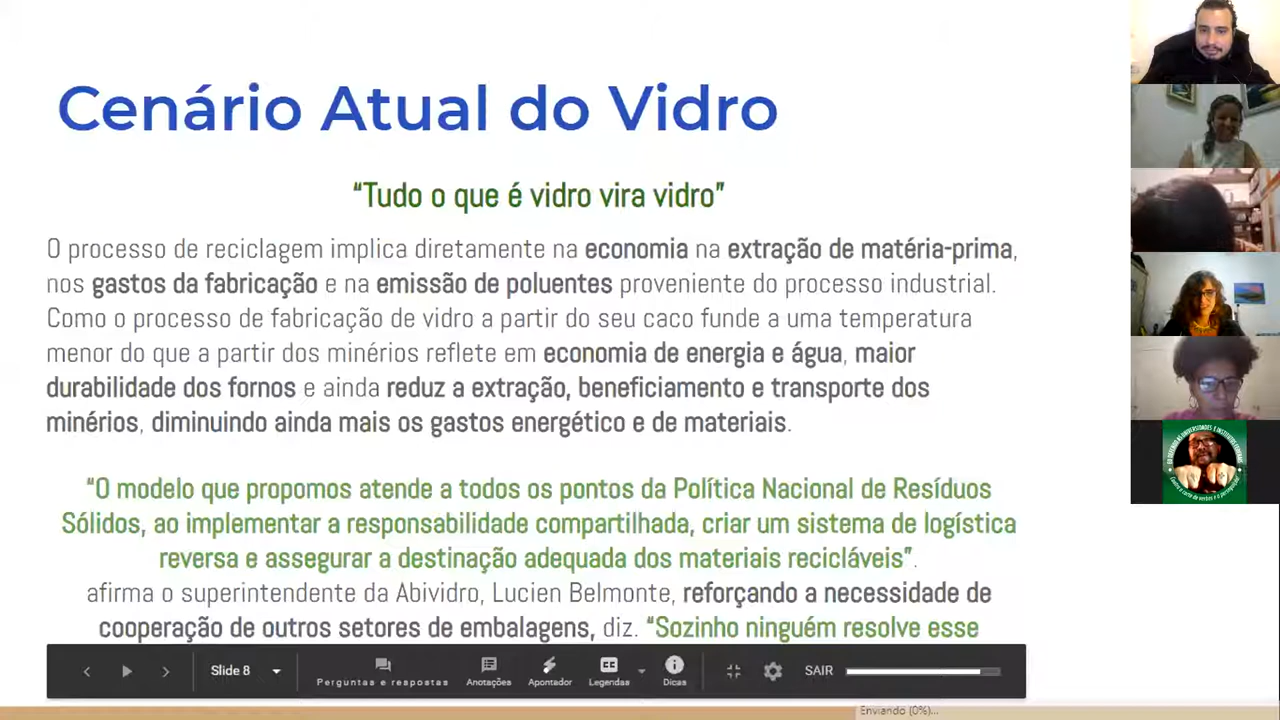 Cenário Atual do Vidro
“Tudo o que é vidro vira vidro”
O processo de reciclagem implica diretamente na economia na extração de matéria-prima,
nos gastos da fabricação e na emissão de poluentes proveniente do processo industrial.
Como o processo de fabricação de vidro a partir do seu caco funde a uma temperatura
menor do que a partir dos minérios reflete em economia de energia e água, maior
durabilidade dos fornos e ainda reduz a extração, beneficiamento e transporte dos
minérios, diminuindo ainda mais os gastos energético e de materiais.
“O modelo que propomos atende a todos os pontos da Política Nacional de Resíduos
Sólidos, ao implementar a responsabilidade compartilhada, criar um sistema de logística
reversa e assegurar a destinação adequada dos materiais recicláveis”.
afirma o superintendente da Abividro, Lucien Belmonte, reforçando a necessidade de
cooperação de outros setores de embalagens, diz. “Sozinho ninguém resolve esse
Slide 8
Perguntas e respostas
Anotações
Apontador
Legendas
Dicas
SAIR
Enviando (0%)...